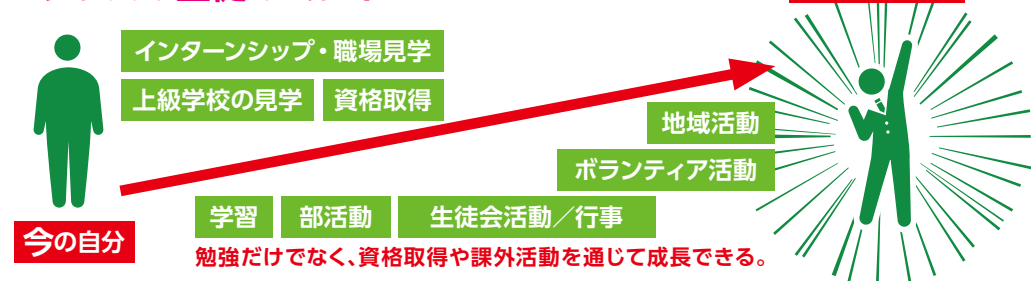 インターンシップ・職場見学
上級学校の見学
資格取得
地域活動
ボランティア活動
学習
部活動
生徒会活動／行事
今の自分
勉強だけでなく、資格取得や課外活動を通じて成長できる。